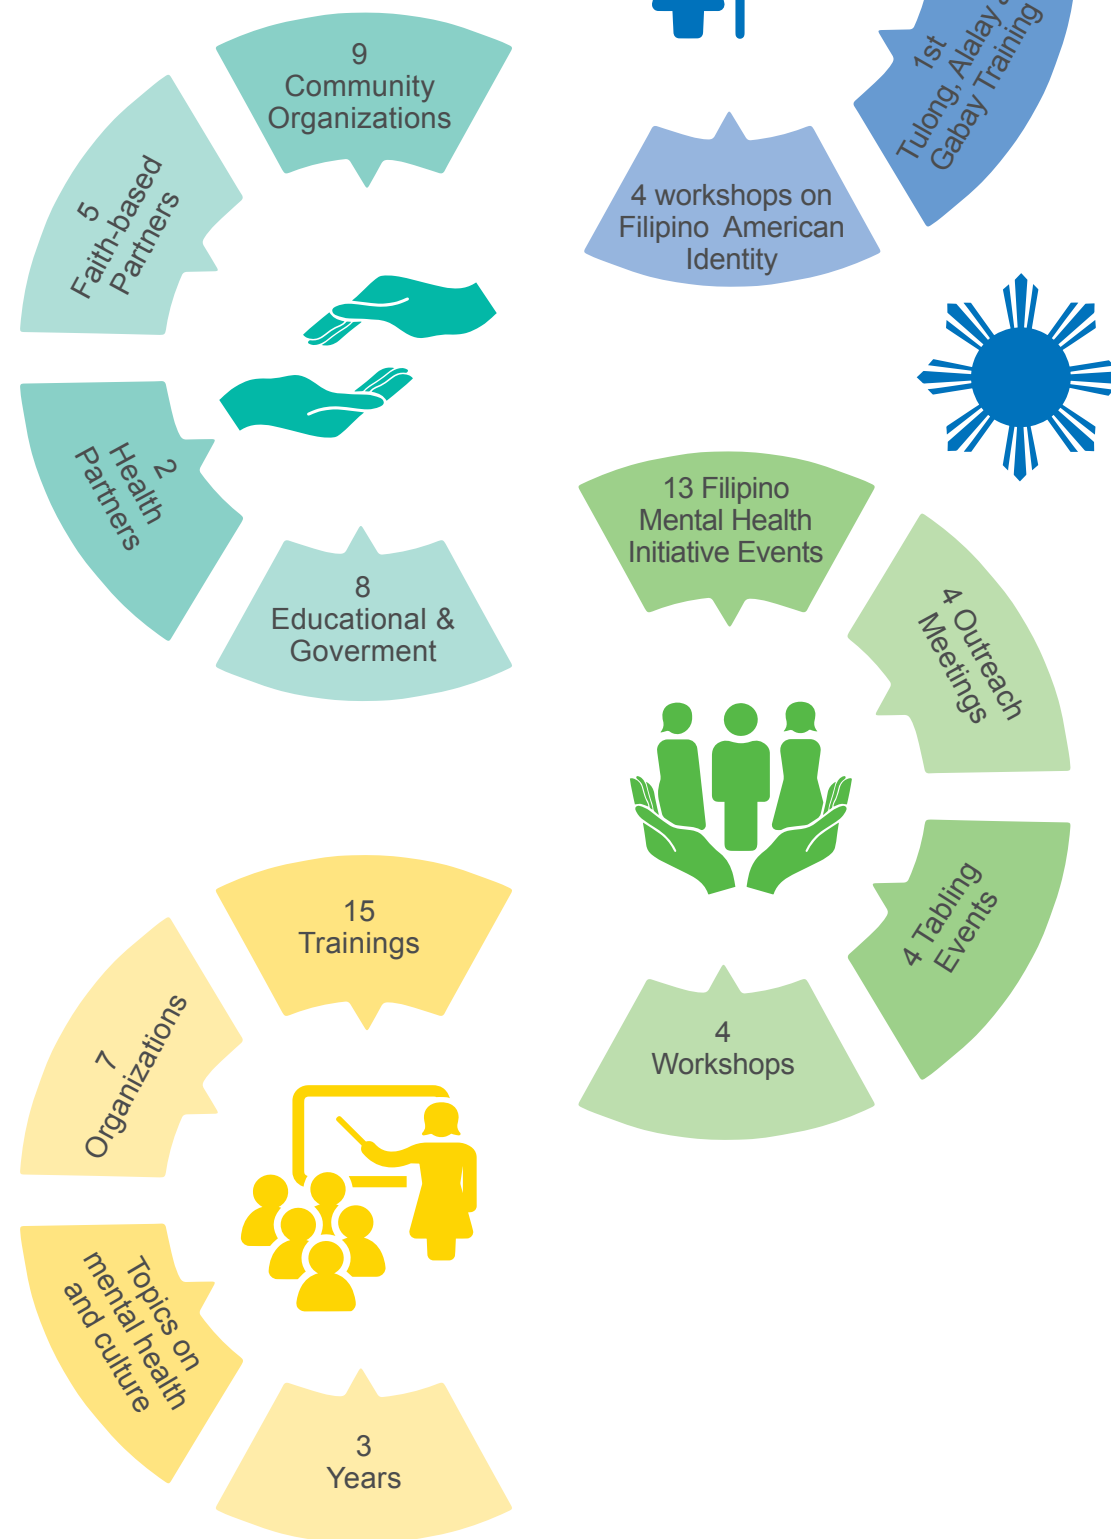 9
Community
Organizations
5
Faith-based
Partners
2
Health
Partners
8
Educational &
Goverment
1st
Tulong, Alalay
Gabay Training
4 workshops on
Filipino American
Identity
13 Filipino
Mental Health
Initiative Events
4 Outreach
Meetings
4 Tabling
Events
4
Workshops
15
Trainings
7
Organizations
Topics on
mental health
and culture
3
Years